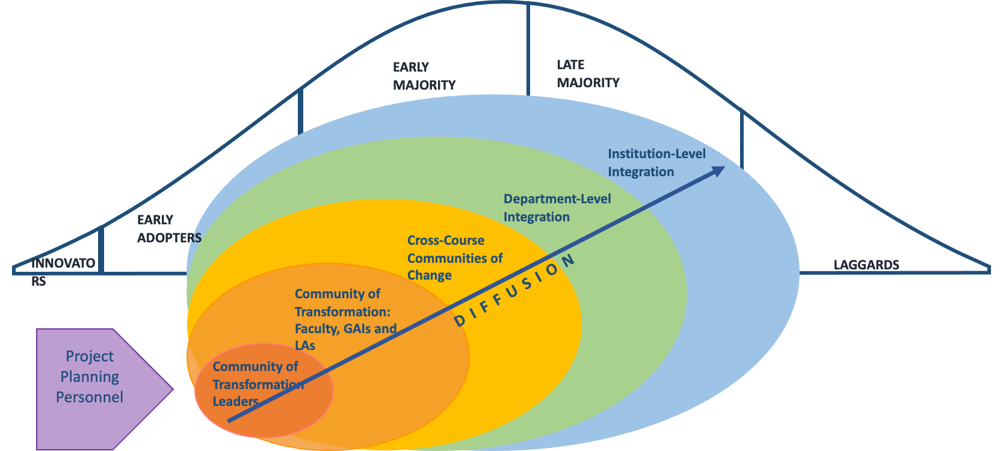 EARLY
MAJORITY
LATE
MAJORITY
EARLY
ADOPTERS
INNOVATO
RS
LAGGARDS
Institution-Level
Integration
Department-Level
Integration
Cross-Course
Communities of
Change
DIFFUSION
Community of
Transformation:
Faculty, GAIs and
LAs
Community of
Transformation
Leaders
Project
Planning
Personnel